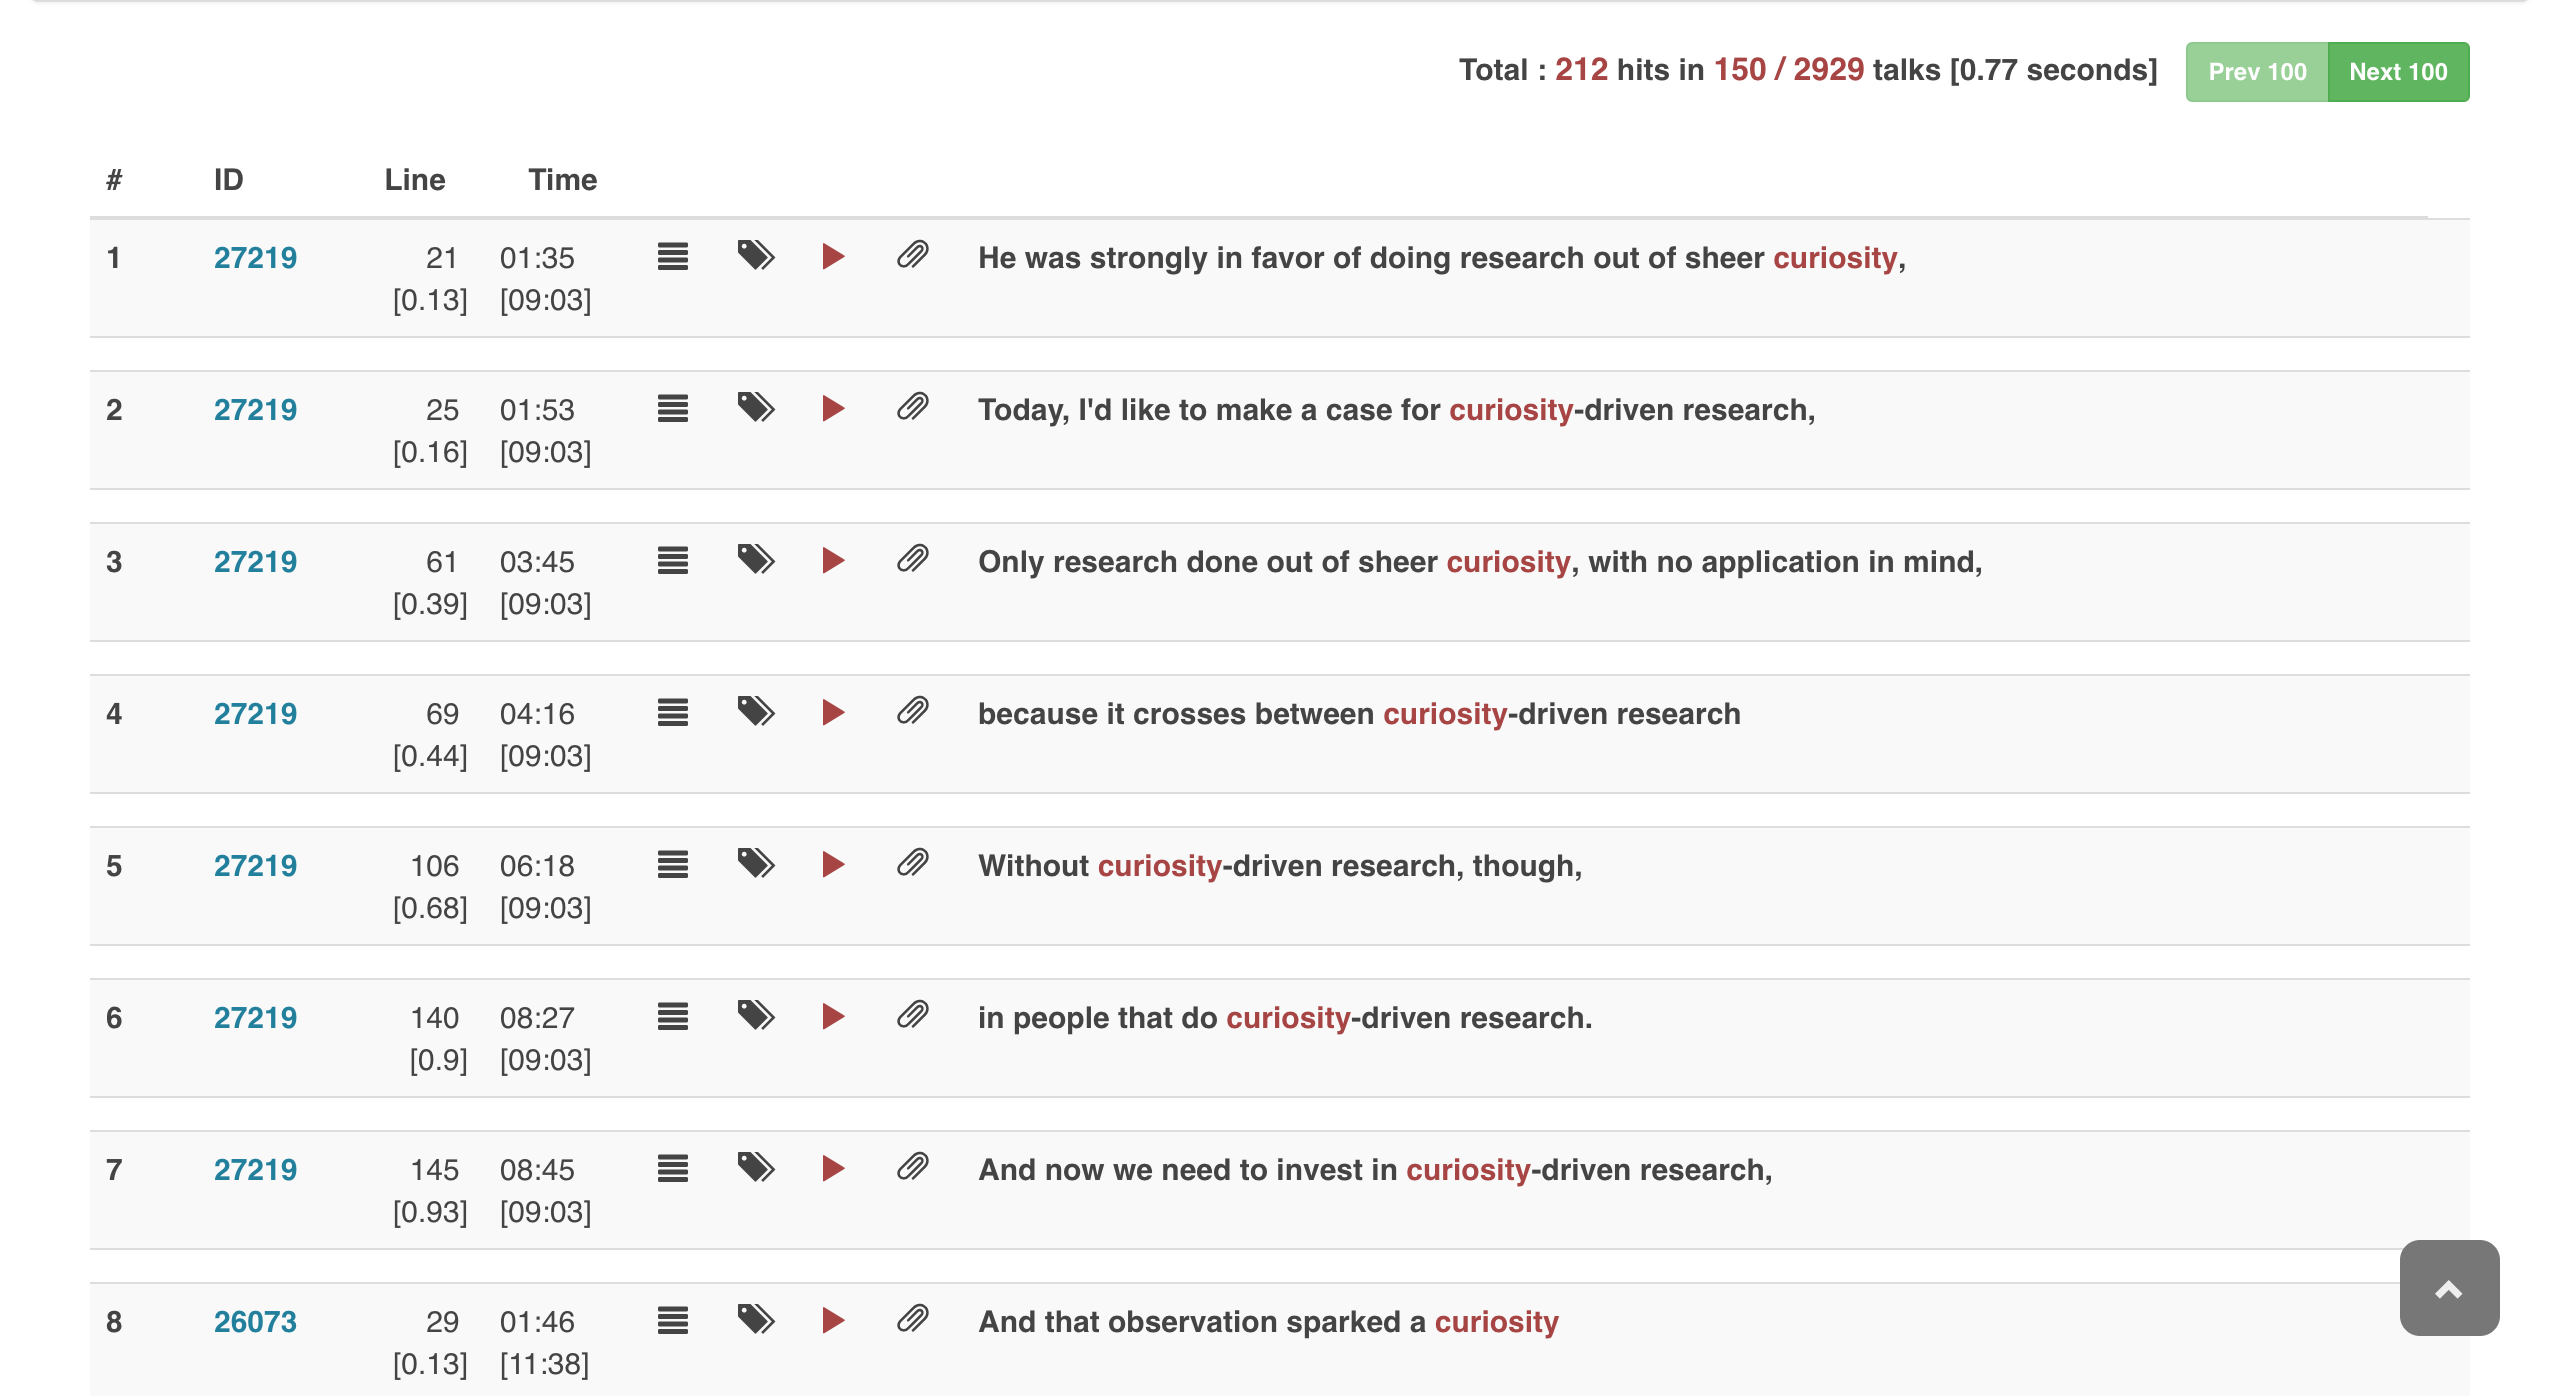 Total : 212 hits in 150 / 2929 talks [0.77 seconds] Prev 100 Next 100
# ID Line Time
1 27219 21 01:35 He was strongly in favor of doing research out of sheer curiosity,
[0.13] [09:03]
2 27219 25 01:53 Today, I'd like to make a case for curiosity-driven research,
[0.16] [09:03]
3 27219 61 03:45 Only research done out of sheer curiosity, with no application in mind,
[0.39] [09:03]
4 27219 69 04:16 because it crosses between curiosity-driven research
[0.44] [09:03]
5 27219 106 06:18 Without curiosity-driven research, though,
[0.68] [09:03]
6 27219 140 08:27 in people that do curiosity-driven research.
[0.9] [09:03]
7 27219 145 08:45 And now we need to invest in curiosity-driven research,
[0.93] [09:03]
8 26073 29 01:46 And that observation sparked a curiosity
[0.13] [11:38]